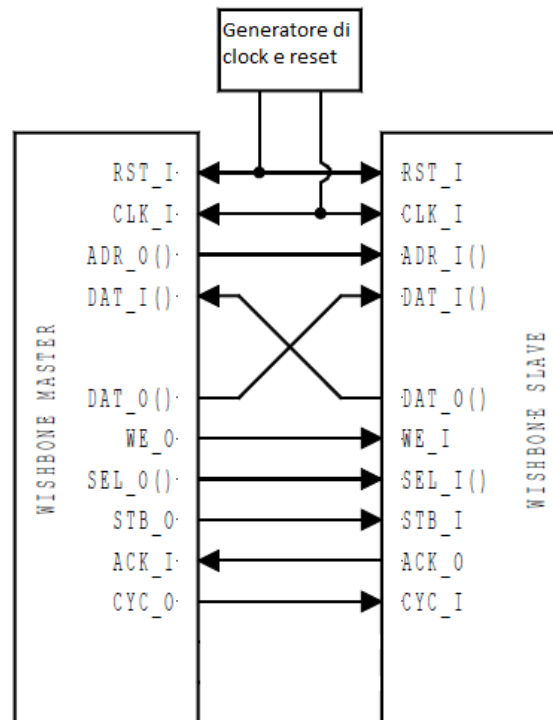 Generatore di
clock e reset
RST_I RST_I
CLK_I CLK_I
ADR_O() ADR_I()
DAT_I() DAT_I()
DAT_O() DAT_O()
WE_O WE_I
SEL_O() SEL_I()
STB_O STB_I
ACK_I ACK_O
CYC_O CYC_I
WISHBONE MASTER
WISHBONE SLAVE